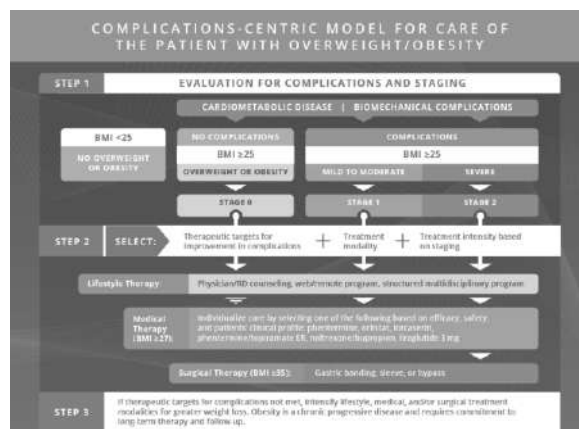 COMPLICATIONS-CENTRIC MODEL FOR CARE OF
THE PATIENT WITH OVERWEIGHT/OBESITY
STEP 1
EVALUATION FOR COMPLICATIONS AND STAGING
CARDIOMETABOLIC DISEASE | BIOMECHANICAL COMPLICATIONS
BMI <25
NO OVERWEIGHT
OR OBESITY
NO COMPLICATIONS
BMI ≥25
OVERWEIGHT OR OBESITY
COMPLICATIONS
BMI ≥25
MILD TO MODERATE
SEVERE
STAGE 0
STAGE 1
STAGE 2
STEP 2
SELECT:
Therapeutic targets for
improvement in complications
+
Treatment
modality
+
Treatment intensity based
on staging
Lifestyle Therapy:
Physician/RD counseling, web/remote program, structured multidisciplinary program
Medical
Therapy
(BMI ≥27):
Individualize care by selecting one of the following based on efficacy, safety,
and patients' clinical profile: phentermine, orlistat, lorcaserin,
phentermine/topiramate ER, naltrexone/bupropion, liraglutide 3 mg
Surgical Therapy (BMI ≥35):
Gastric banding, sleeve, or bypass
STEP 3
If therapeutic targets for complications not met, intensify lifestyle, medical, and/or surgical treatment
modalities for greater weight loss. Obesity is a chronic progressive disease and requires commitment to
long-term therapy and follow-up.